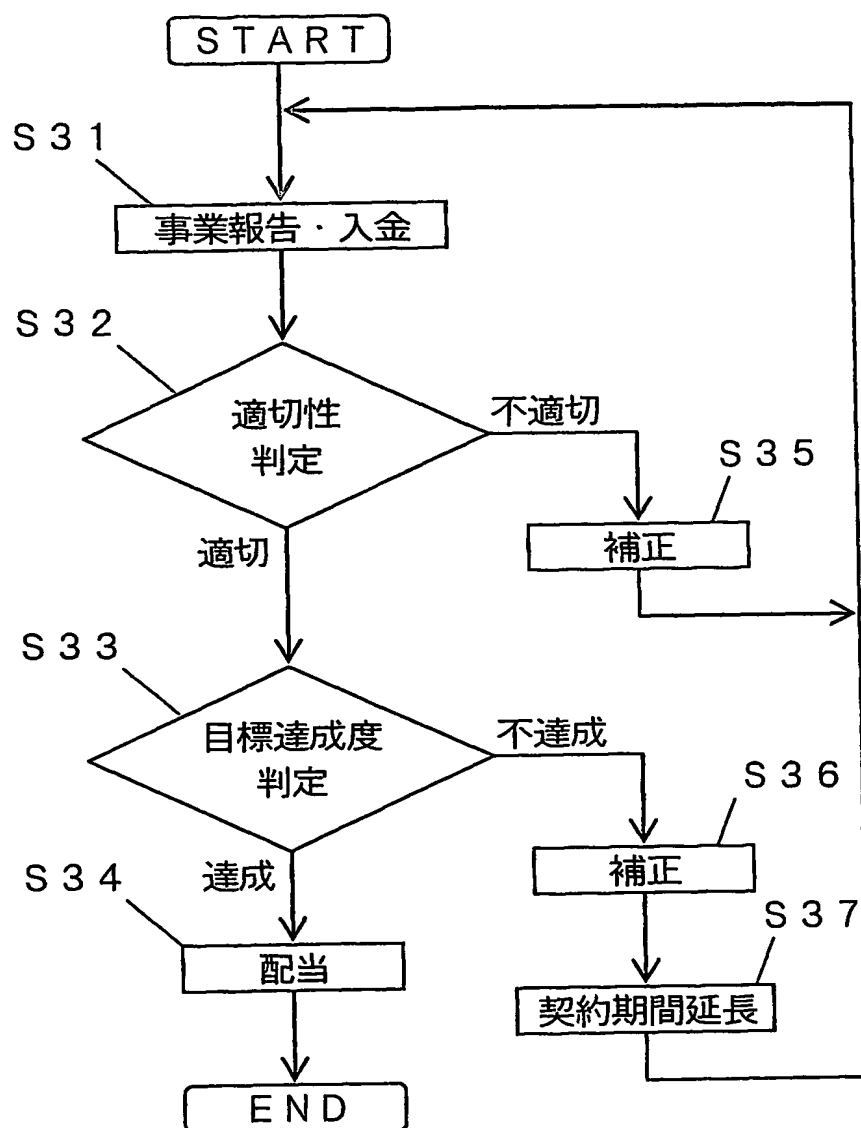 ＳＴＡＲＴ
Ｓ３１
事業報告・入金
Ｓ３２
適切性
判定
不適切
Ｓ３５
補正
適切
Ｓ３３
目標達成度
判定
不達成
Ｓ３６
補正
達成
Ｓ３４
配当
Ｓ３７
契約期間延長
ＥＮＤ